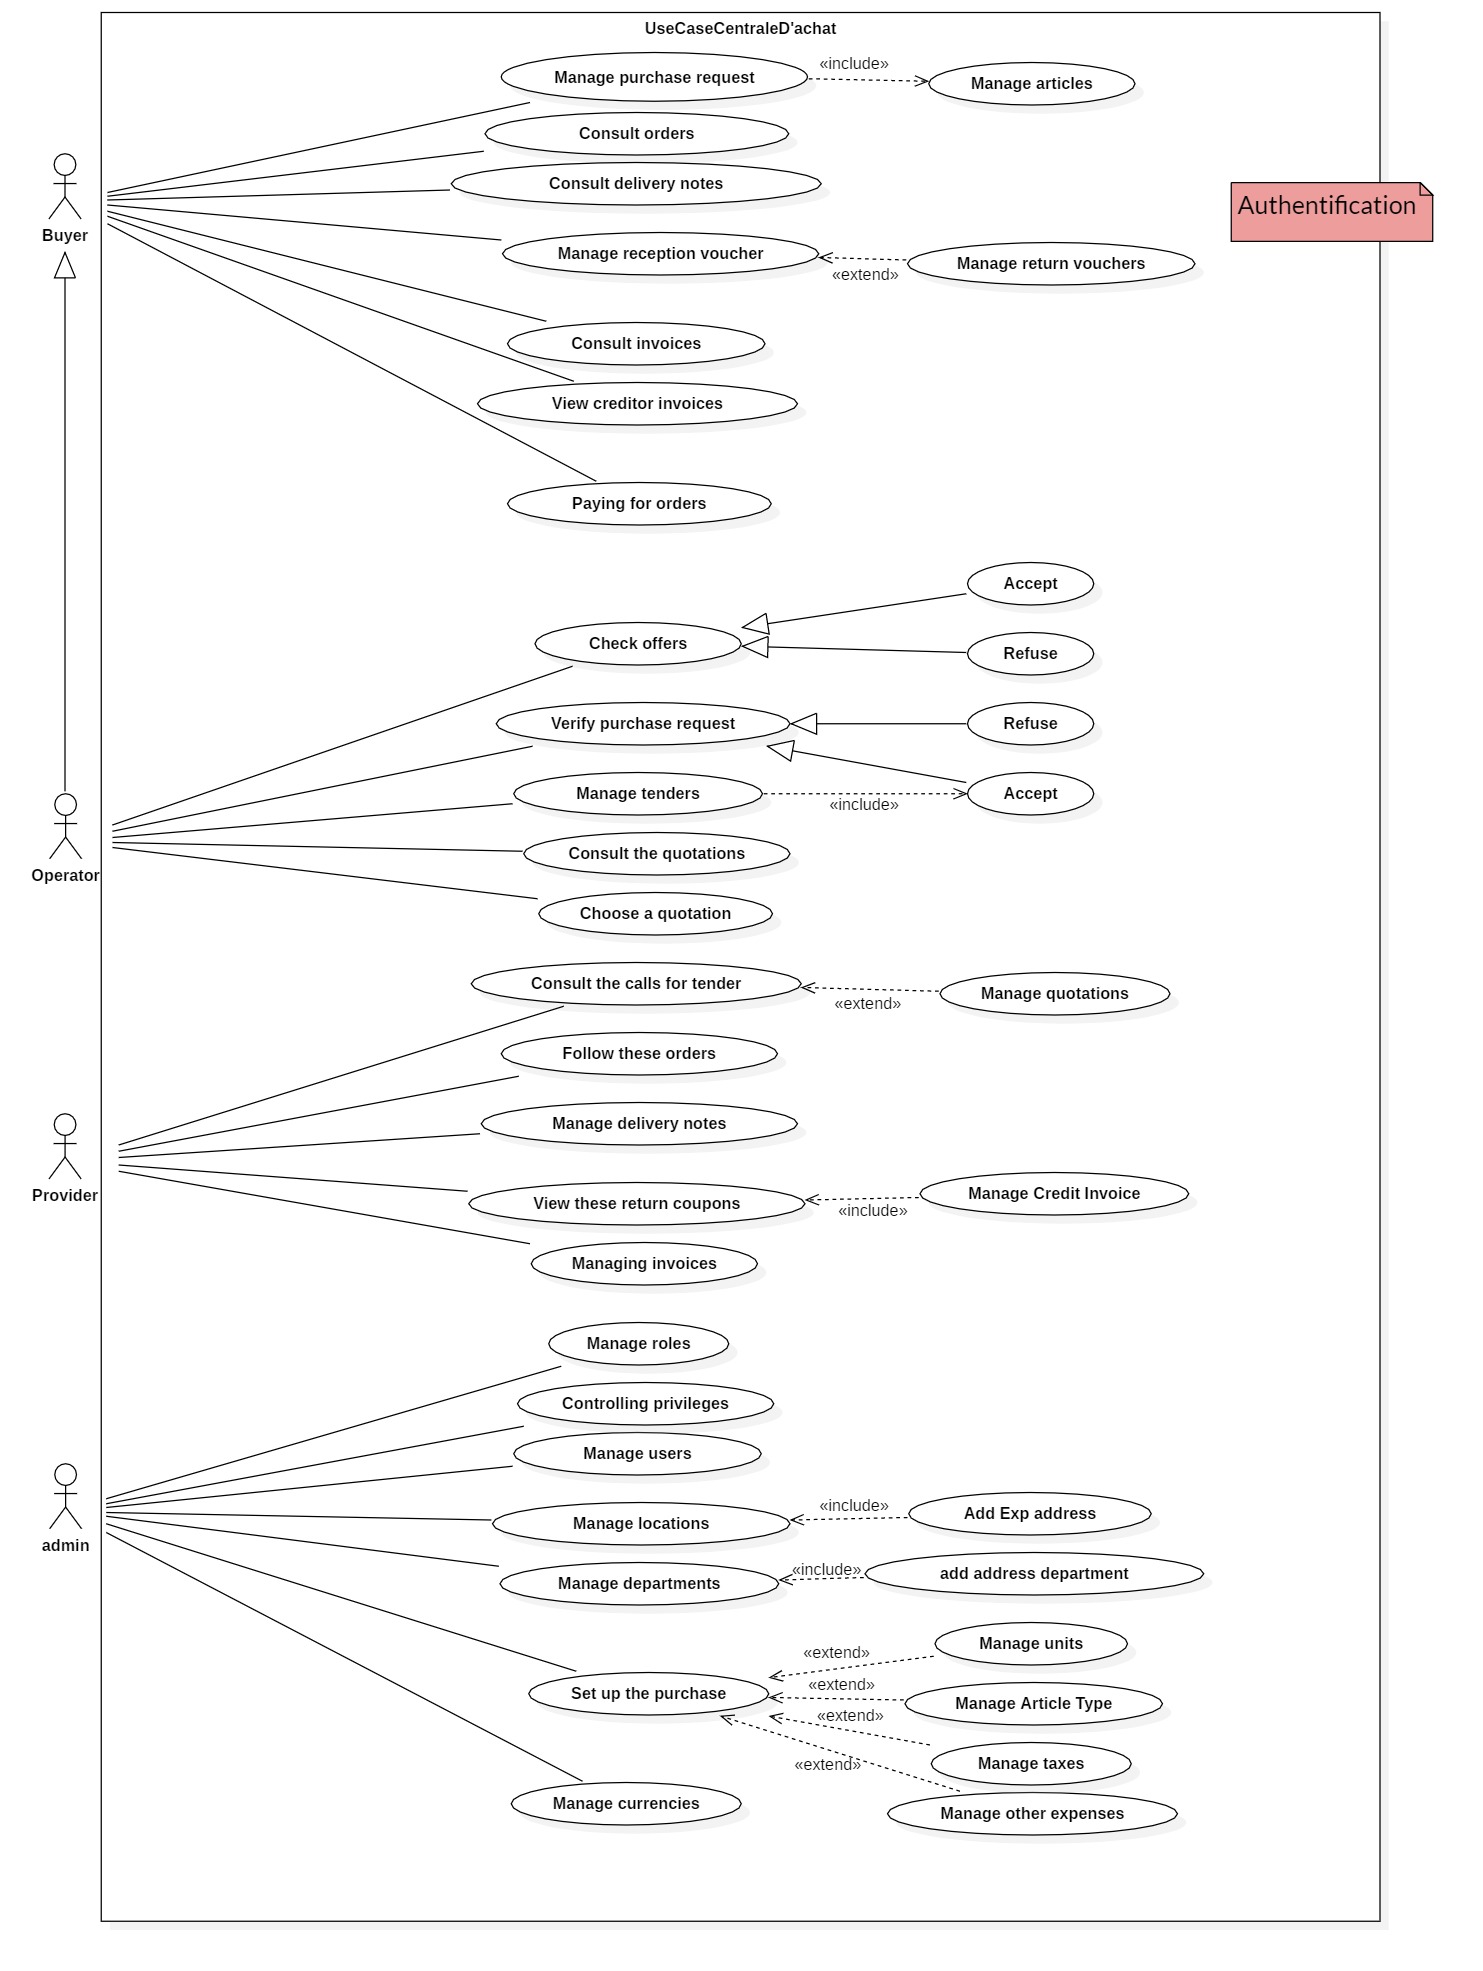 UseCaseCentraleD'achat
Manage purchase request
«include»
Manage articles
Consult orders
Consult delivery notes
Authentification
Buyer
Manage reception voucher
«extend»
Manage return vouchers
Consult invoices
View creditor invoices
Paying for orders
Accept
Check offers
Refuse
Verify purchase request
Refuse
Manage tenders
«include»
Accept
Consult the quotations
Operator
Choose a quotation
Consult the calls for tender
«extend»
Manage quotations
Follow these orders
Manage delivery notes
Provider
View these return coupons
«include»
Manage Credit Invoice
Managing invoices
Manage roles
Controlling privileges
Manage users
Manage locations
«include»
Add Exp address
admin
Manage departments
«include»
add address department
«extend»
Manage units
Set up the purchase
«extend»
Manage Article Type
«extend»
Manage taxes
«extend»
Manage currencies
Manage other expenses